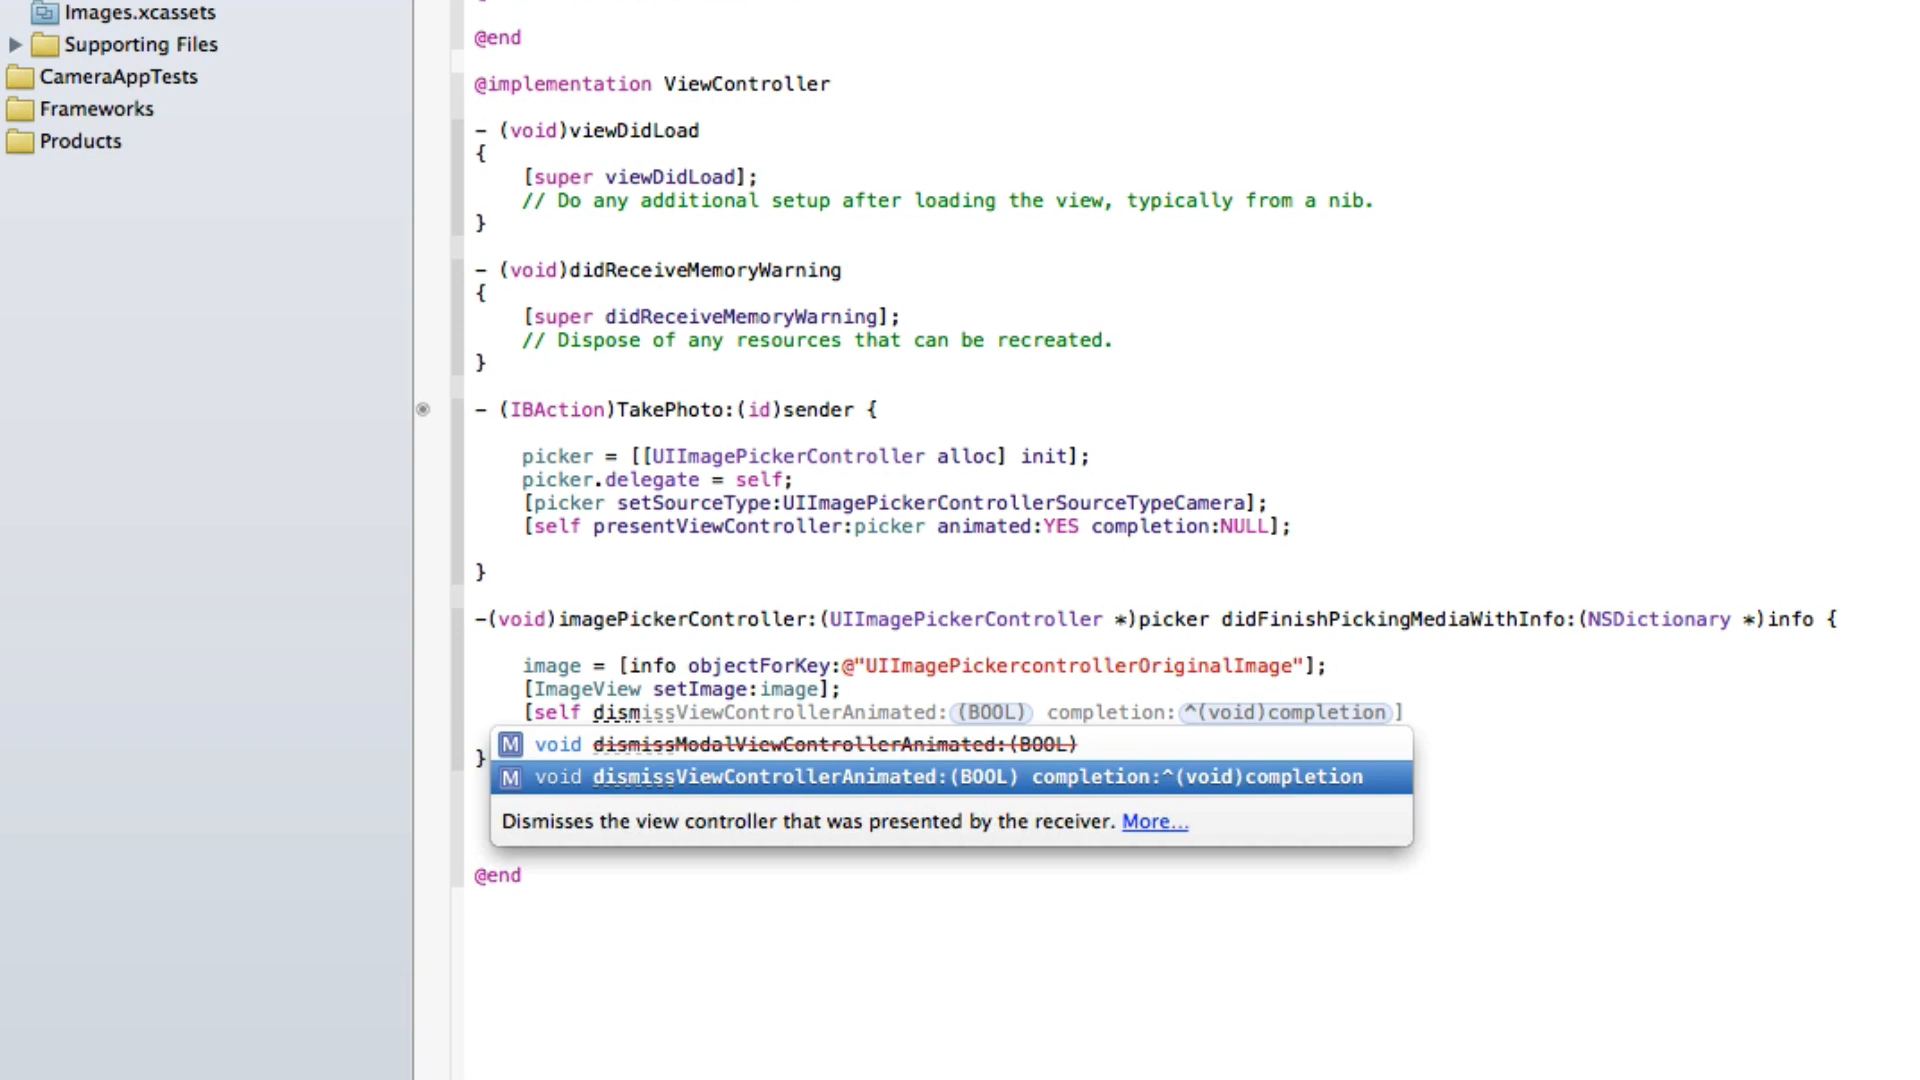 Images.xcassets
Supporting Files
CameraAppTests
Frameworks
Products
@end
@implementation ViewController
- (void)viewDidLoad
{
[super viewDidLoad];
// Do any additional setup after loading the view, typically from a nib.
}
- (void)didReceiveMemoryWarning
{
[super didReceiveMemoryWarning];
// Dispose of any resources that can be recreated.
}
- (IBAction)TakePhoto:(id)sender {
picker = [[UIImagePickerController alloc] init];
picker.delegate = self;
[picker setSourceType:UIImagePickerControllerSourceTypeCamera];
[self presentViewController:picker animated:YES completion:NULL];
}
-(void)imagePickerController:(UIImagePickerController *)picker didFinishPickingMediaWithInfo:(NSDictionary *)info {
image = [info objectForKey:@"UIImagePickercontrollerOriginalImage"];
[ImageView setImage:image];
[self dismissViewControllerAnimated:(BOOL) completion:^(void)completion]
M void dismissModalViewControllerAnimated:(BOOL)
} M void dismissViewControllerAnimated:(BOOL) completion:^(void)completion
Dismisses the view controller that was presented by the receiver. More...
@end